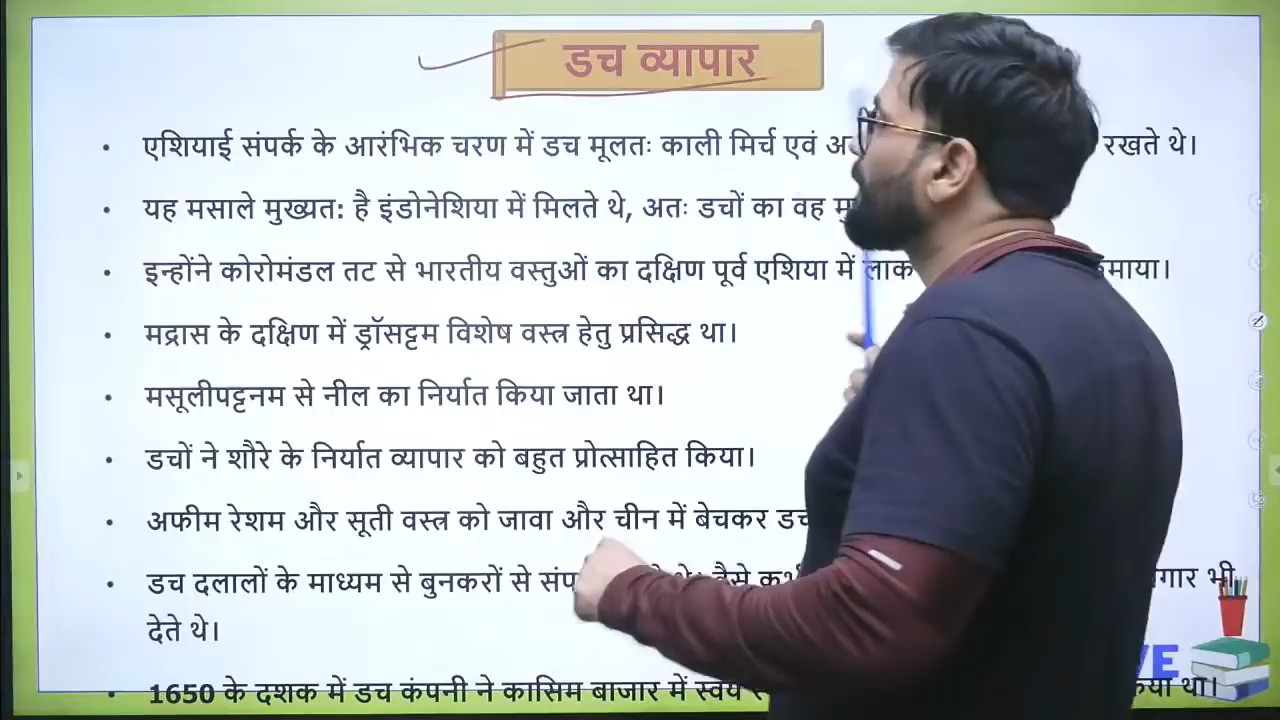 डच व्यापार
• एशियाई संपर्क के आरंभिक चरण में डच मूलतः काली मिर्च एवं रखते थे।
• यह मसाले मुख्यत: है इंडोनेशिया में मिलते थे, अतः डचों का वह
• इन्होंने कोरोमंडल तट से भारतीय वस्तुओं का दक्षिण पूर्व एशिया में
• मद्रास के दक्षिण में ड्रॉसट्टम विशेष वस्त्र हेतु प्रसिद्ध था।
• मसूलीपट्टनम से नील का निर्यात किया जाता था।
• डचों ने शौरे के निर्यात व्यापार को बहुत प्रोत्साहित किया।
• अफीम रेशम और सूती वस्त्र को जावा और चीन में बेचकर
• डच दलालों के माध्यम से बुनकरों से भी
देते थे।
• 1650 के दशक में डच कंपनी ने कासिम बाजार में था।